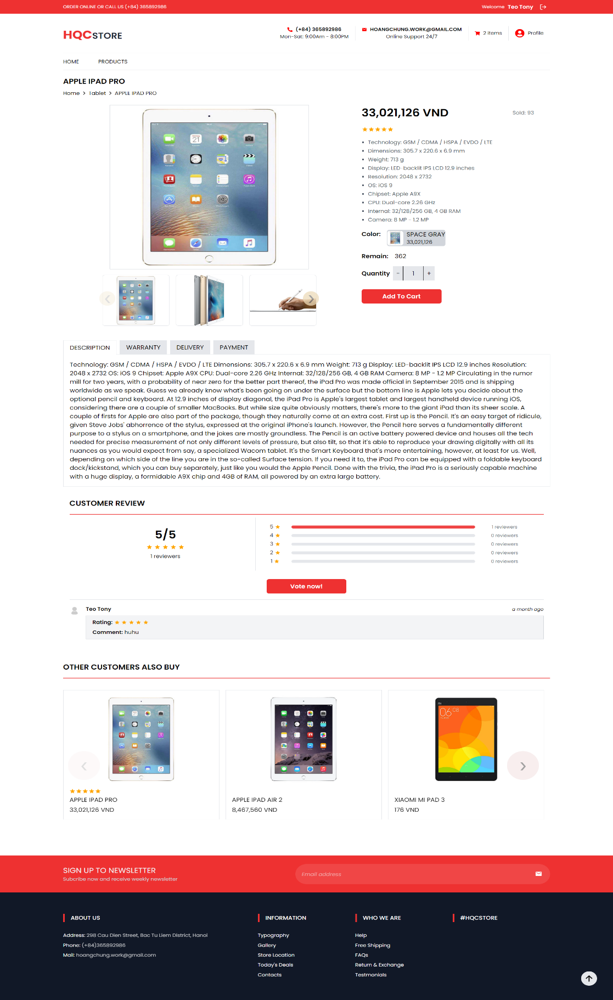 ORDER ONLINE OR CALL US (+84) 365892986
Welcome Teo Tony
HQCSTORE
(+84) 365892986
Mon-Sat: 9:00Am - 8:00PM
HOANGCHUNG.WORK@GMAIL.COM
Online Support 24/7
2 items
Profile
HOME PRODUCTS
APPLE IPAD PRO
Home > Tablet > APPLE IPAD PRO
33,021,126 VND
Sold: 93
Technology: GSM / CDMA / HSPA / EVDO / LTE
Dimensions: 305.7 x 220.6 x 6.9 mm
Weight: 713 g
Display: LED-backlit IPS LCD 12.9 inches
Resolution: 2048 x 2732
OS: iOS 9
Chipset: Apple A9X
CPU: Dual-core 2.26 GHz
Internal: 32/128/256 GB, 4 GB RAM
Camera: 8 MP - 1.2 MP
Color: SPACE GRAY
33,021,126
Remain: 362
Quantity - 1 +
Add To Cart
DESCRIPTION WARRANTY DELIVERY PAYMENT
Technology: GSM / CDMA / HSPA / EVDO / LTE Dimensions: 305.7 x 220.6 x 6.9 mm Weight: 713 g Display: LED-backlit IPS LCD 12.9 inches Resolution:
2048 x 2732 OS: iOS 9 Chipset: Apple A9X CPU: Dual-core 2.26 GHz Internal: 32/128/256 GB, 4 GB RAM Camera: 8 MP - 1.2 MP Circulating in the rumor
mill for two years, with a probability of near zero for the better part thereof, the iPad Pro was made official in September 2015 and is shipping
worldwide as we speak. Guess we already know what's been going on under the surface but the bottom line is Apple lets you decide about the
optional pencil and keyboard. At 12.9 inches of display diagonal, the iPad Pro is Apple's largest tablet and largest handheld device running iOS,
considering there are a couple of smaller MacBooks. But while size quite obviously matters, there's more to the giant iPad than its sheer scale. A
couple of firsts for Apple are also part of the package, though they naturally come at an extra cost. First up is the Pencil. It's an easy target of ridicule,
given Steve Jobs' abhorrence of the stylus, expressed at the original iPhone's launch. However, the Pencil here serves a fundamentally different
purpose to a stylus on a smartphone, and the jokes are mostly groundless. The Pencil is an active battery powered device and houses all the tech
needed for precise measurement of not only different levels of pressure, but also tilt, so that it's able to reproduce your drawing digitally with all its
nuances as you would expect from say, a specialized Wacom tablet. It's the Smart Keyboard that's more entertaining, however, at least for us. Well,
depending on which side of the line you are in the so-called Surface tension. If you need it to, the iPad Pro can be equipped with a foldable keyboard
dock/kickstand, which you can buy separately, just like you would the Apple Pencil. Done with the trivia, the iPad Pro is a seriously capable machine
with a huge display, a formidable A9X chip and 4GB of RAM, all powered by an extra large battery.
CUSTOMER REVIEW
5/5
1 reviewers
5 1 reviewers
4 0 reviewers
3 0 reviewers
2 0 reviewers
1 0 reviewers
Vote now!
Teo Tony
a month ago
Rating:
Comment: huhu
OTHER CUSTOMERS ALSO BUY
APPLE IPAD PRO
33,021,126 VND
APPLE IPAD AIR 2
8,467,560 VND
XIAOMI MI PAD 3
176 VND
SIGN UP TO NEWSLETTER
Subcribe now and receive weekly newsletter
Email address
ABOUT US
Address: 298 Cau Dien Street, Bac Tu Liem District, Hanoi
Phone: (+84)365892986
Mail: hoangchung.work@gmail.com
INFORMATION
Typography
Gallery
Store Location
Today's Deals
Contacts
WHO WE ARE
Help
Free Shipping
FAQs
Return & Exchange
Testmonials
#HQCSTORE